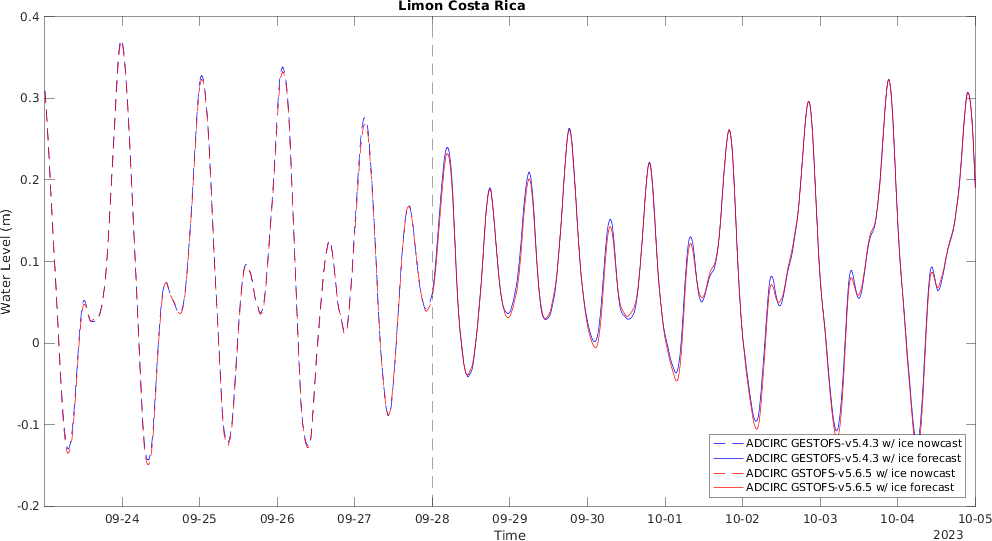 Limon Costa Rica
0.4
0.3
0.2
0.1
0
-0.1
-0.2
Water Level (m)
ADCIRC GESTOFS-v5.4.3 w/ ice nowcast
ADCIRC GESTOFS-v5.4.3 w/ ice forecast
ADCIRC GSTOFS-v5.6.5 w/ ice nowcast
ADCIRC GSTOFS-v5.6.5 w/ ice forecast
09-24 09-25 09-26 09-27 09-28 09-29 09-30 10-01 10-02 10-03 10-04 10-05
Time
2023